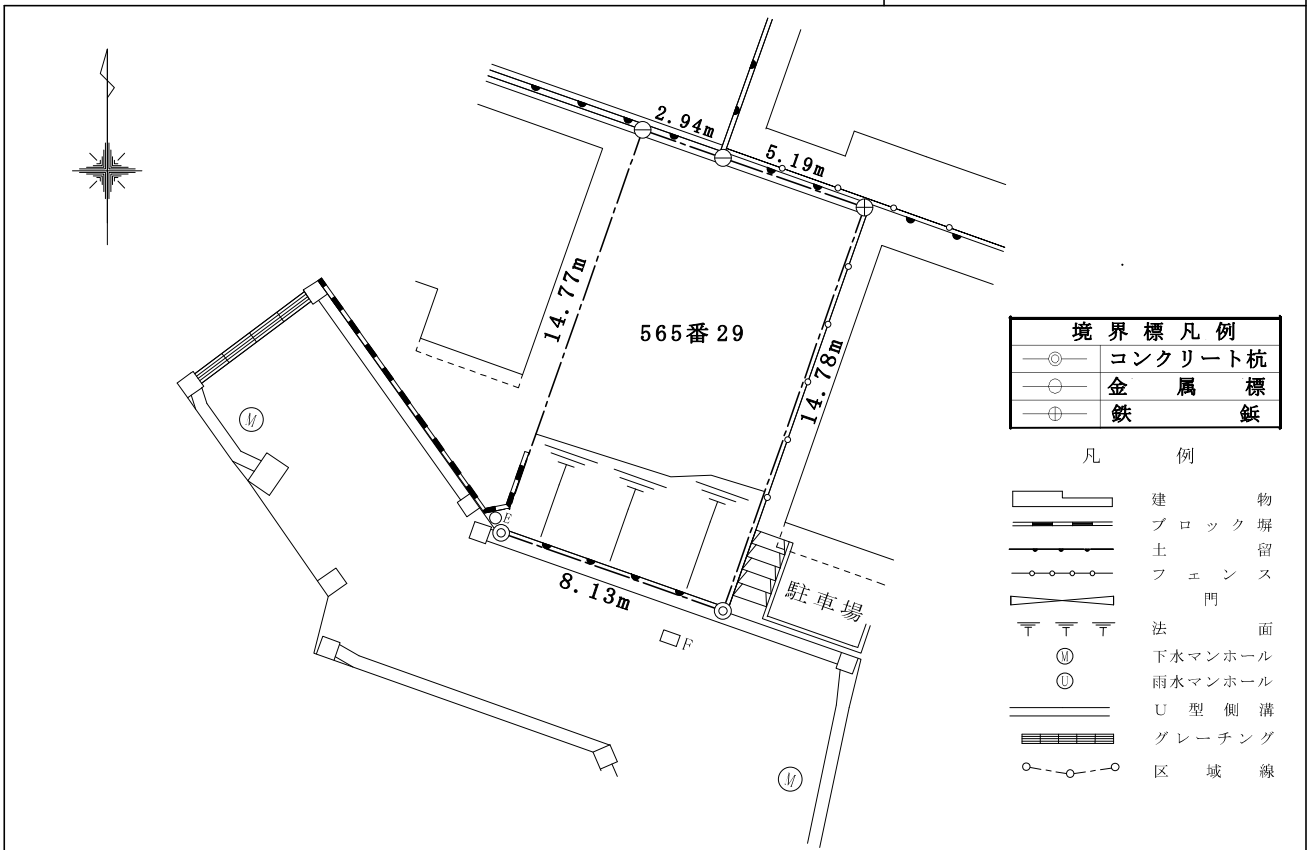 2.94m
5.19m
14.77m
565番29
14.78m
8.13m
駐車場
M
E
F
M
境界標凡例
コンクリート杭
金属標
鉄鋲
凡例
建物
ブロック塀
土留
フェンス
門
法面
M 下水マンホール
U 雨水マンホール
U型側溝
グレーチング
区域線